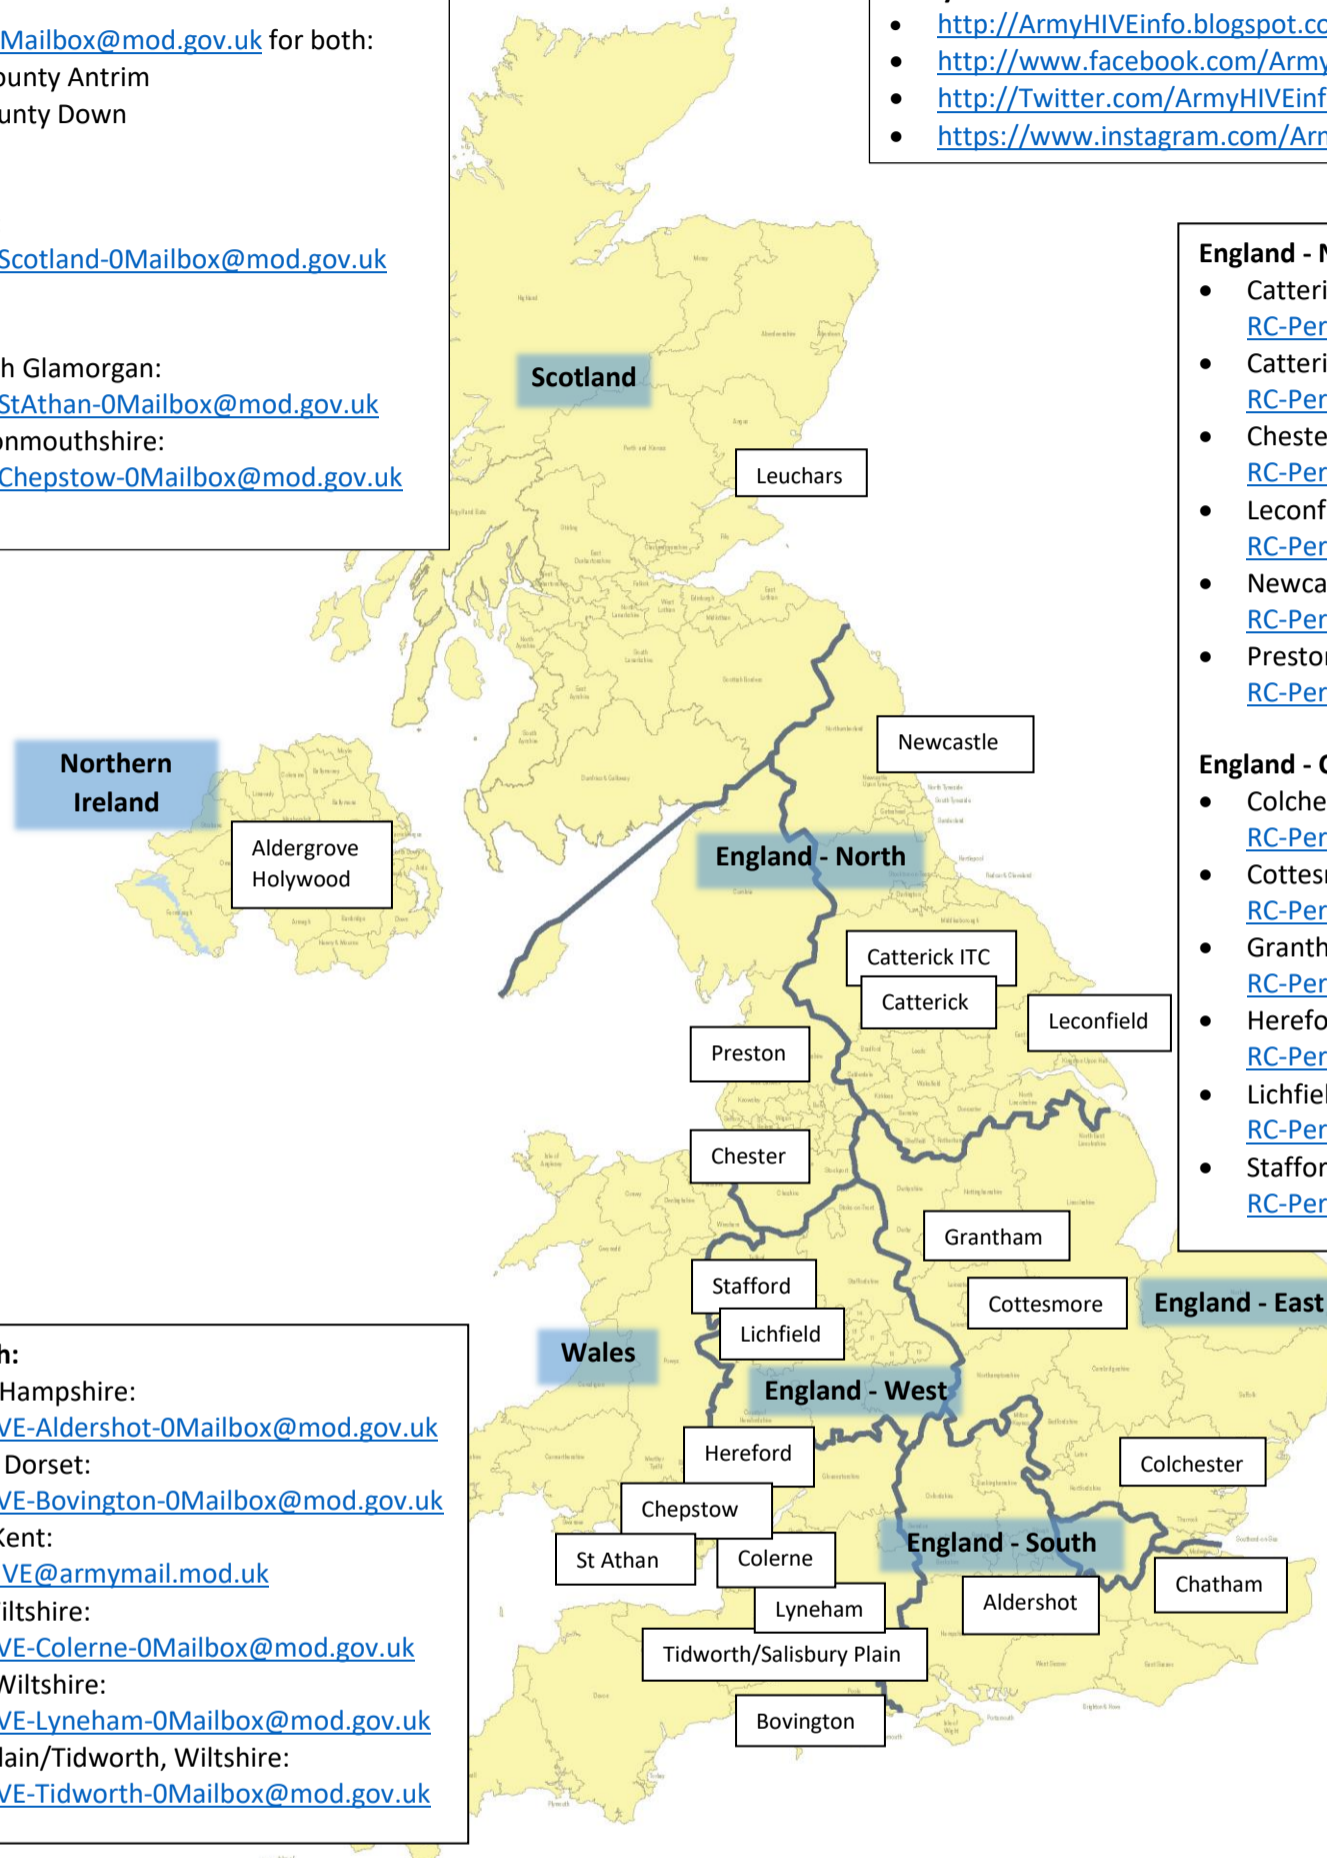 Mailbox@mod.gov.uk for both:
ounty Antrim
unty Down
Scotland-0Mailbox@mod.gov.uk
h Glamorgan:
StAthan-0Mailbox@mod.gov.uk
onmouthshire:
Chepstow-0Mailbox@mod.gov.uk
• http://ArmyHIVEinfo.blogspot.co
• http://www.facebook.com/Army
• http://Twitter.com/ArmyHIVEinf
• https://www.instagram.com/Arm
England - N
• Catteri
RC-Per
• Catteri
RC-Per
• Cheste
RC-Per
• Leconf
RC-Per
• Newca
RC-Per
• Preston
RC-Per
England - C
• Colche
RC-Per
• Cottesm
RC-Per
• Granth
RC-Per
• Herefo
RC-Per
• Lichfiel
RC-Per
• Staffor
RC-Per
Scotland
Leuchars
Northern
Ireland
Aldergrove
Holywood
Newcastle
England - North
Catterick ITC
Catterick
Leconfield
Preston
Chester
Grantham
Stafford
Cottesmore
England - East
Lichfield
Wales
England - West
Hereford
Colchester
Chepstow
England - South
St Athan
Colerne
Chatham
Aldershot
Lyneham
Tidworth/Salisbury Plain
Bovington
h:
Hampshire:
VE-Aldershot-0Mailbox@mod.gov.uk
Dorset:
VE-Bovington-0Mailbox@mod.gov.uk
Kent:
IVE@armymail.mod.uk
iltshire:
VE-Colerne-0Mailbox@mod.gov.uk
Wiltshire:
VE-Lyneham-0Mailbox@mod.gov.uk
lain/Tidworth, Wiltshire:
VE-Tidworth-0Mailbox@mod.gov.uk